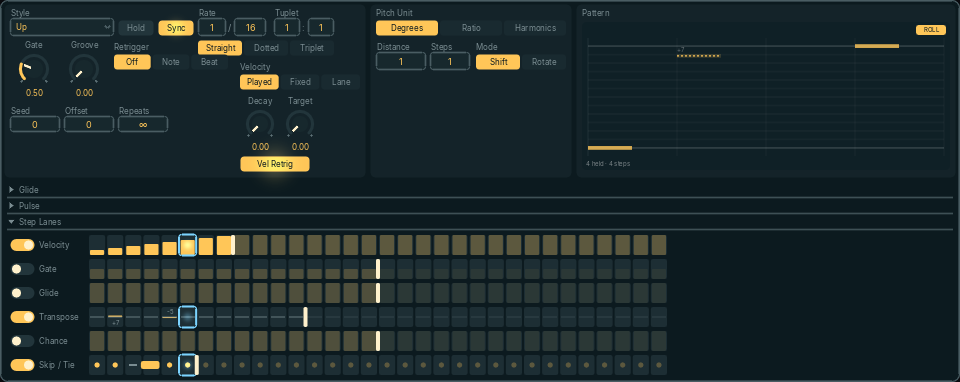 Style
Rate
Tuplet
Up
Hold
Sync
1 / 16
1 : 1
Gate
Groove
Retrigger
Straight
Dotted
Triplet
Off
Note
Beat
Velocity
Played
Fixed
Lane
0.50
0.00
Decay
Target
Seed
Offset
Repeats
0
0
∞
0.00
0.00
Vel Retrig
Pitch Unit
Degrees
Ratio
Harmonics
Distance
Steps
Mode
1
1
Shift
Rotate
Pattern
ROLL
+7
4 held · 4 steps
Glide
Pulse
Step Lanes
Velocity
Gate
Glide
Transpose
-5
+7
Chance
Skip / Tie